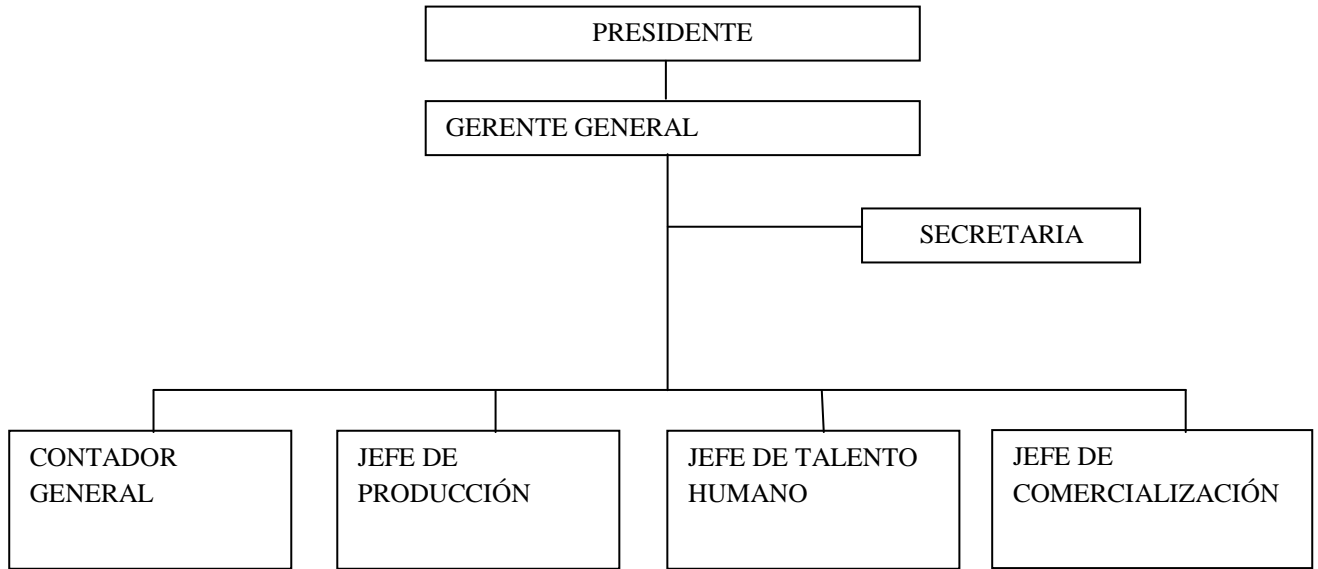 PRESIDENTE
GERENTE GENERAL
SECRETARIA
CONTADOR
GENERAL
JEFE DE
PRODUCCIÓN
JEFE DE TALENTO
HUMANO
JEFE DE
COMERCIALIZACIÓN